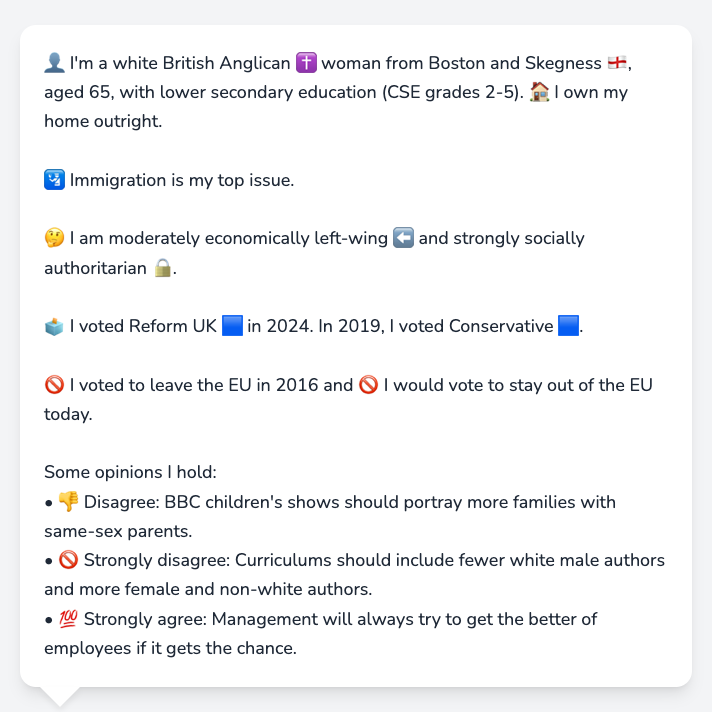 👤 I'm a white British Anglican ✝️ woman from Boston and Skegness 🏴󠁧󠁢󠁥󠁮󠁧󠁿,
aged 65, with lower secondary education (CSE grades 2-5). 🏠 I own my
home outright.
🛂 Immigration is my top issue.
🤔 I am moderately economically left-wing ⬅️ and strongly socially
authoritarian 🔒.
🗳️ I voted Reform UK 🟦 in 2024. In 2019, I voted Conservative 🟦.
🚫 I voted to leave the EU in 2016 and 🚫 I would vote to stay out of the EU
today.
Some opinions I hold:
• 👎 Disagree: BBC children's shows should portray more families with
same-sex parents.
• 🚫 Strongly disagree: Curriculums should include fewer white male authors
and more female and non-white authors.
• 💯 Strongly agree: Management will always try to get the better of
employees if it gets the chance.